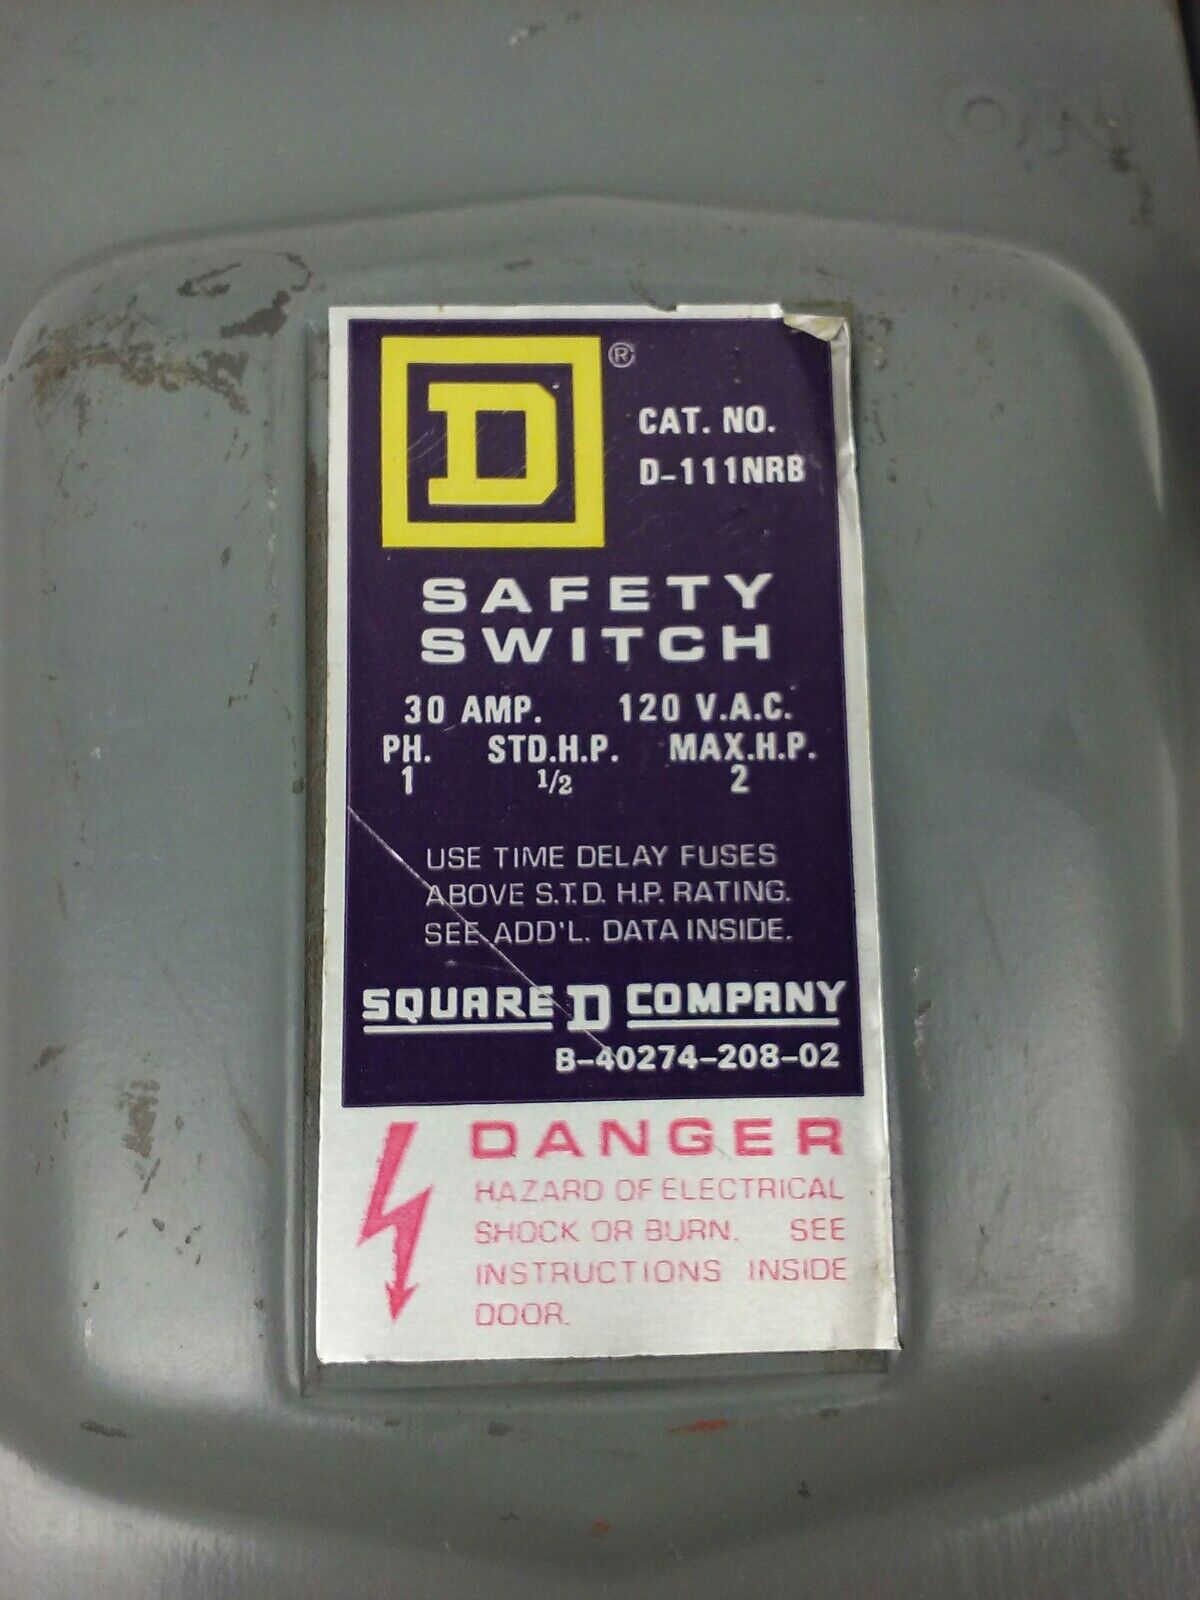 D ®
CAT. NO.
D-111NRB
SAFETY
SWITCH
30 AMP. 120 V.A.C.
PH. STD.H.P. MAX.H.P.
1 1/2 2
USE TIME DELAY FUSES
ABOVE S.T.D. H.P. RATING.
SEE ADD'L. DATA INSIDE.
SQUARE D COMPANY
B-40274-208-02
DANGER
HAZARD OF ELECTRICAL
SHOCK OR BURN. SEE
INSTRUCTIONS INSIDE
DOOR.